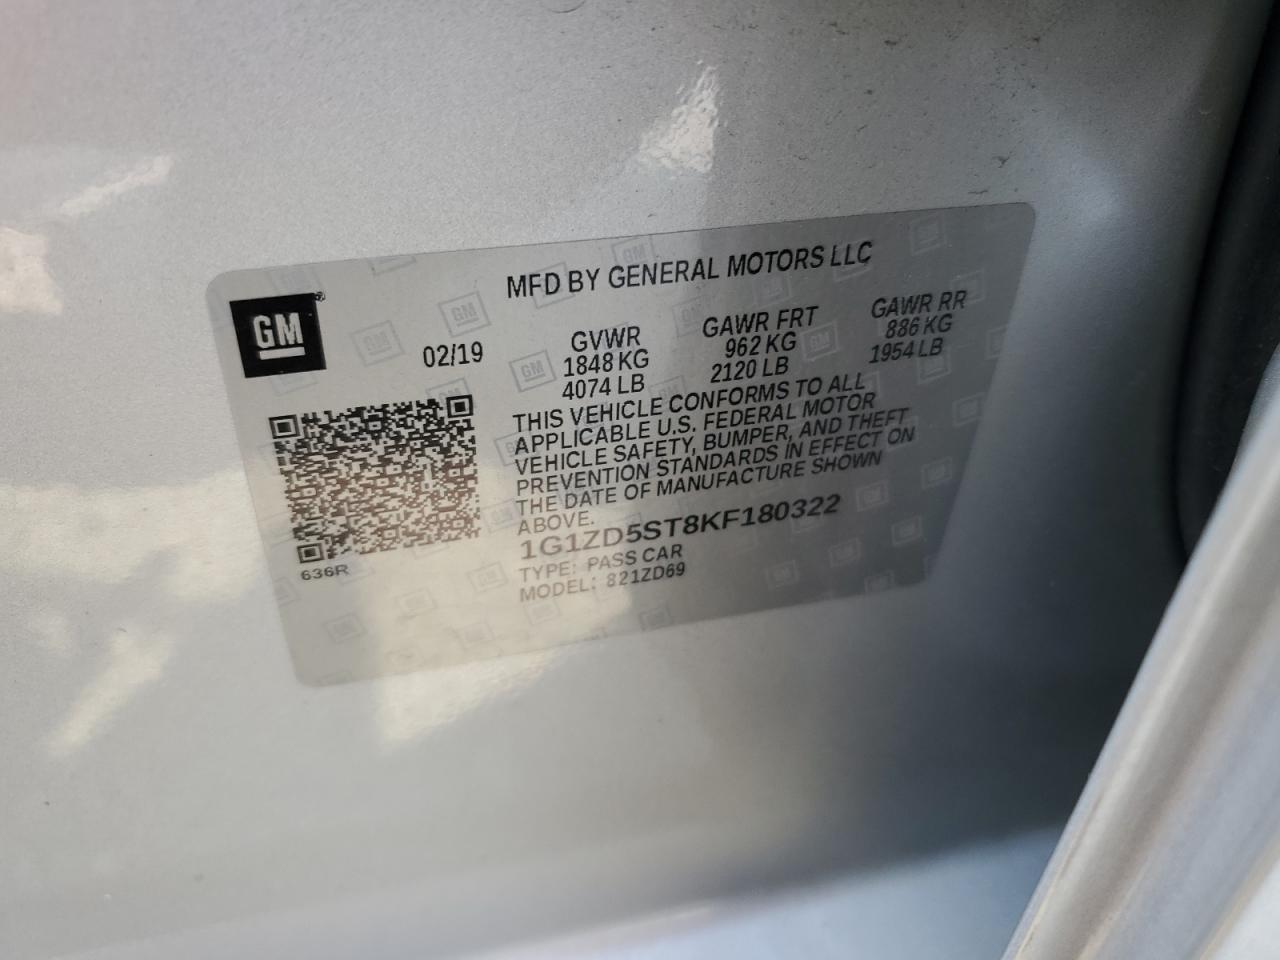 MFD BY GENERAL MOTORS LLC
GM®
02/19
GVWR GAWR FRT GAWR RR
1848 KG 962 KG 886 KG
4074 LB 2120 LB 1954 LB
THIS VEHICLE CONFORMS TO ALL
APPLICABLE U.S. FEDERAL MOTOR
VEHICLE SAFETY, BUMPER, AND THEFT
PREVENTION STANDARDS IN EFFECT ON
THE DATE OF MANUFACTURE SHOWN
ABOVE.
1G1ZD5ST8KF180322
TYPE: PASS CAR
MODEL: 821ZD69
636R